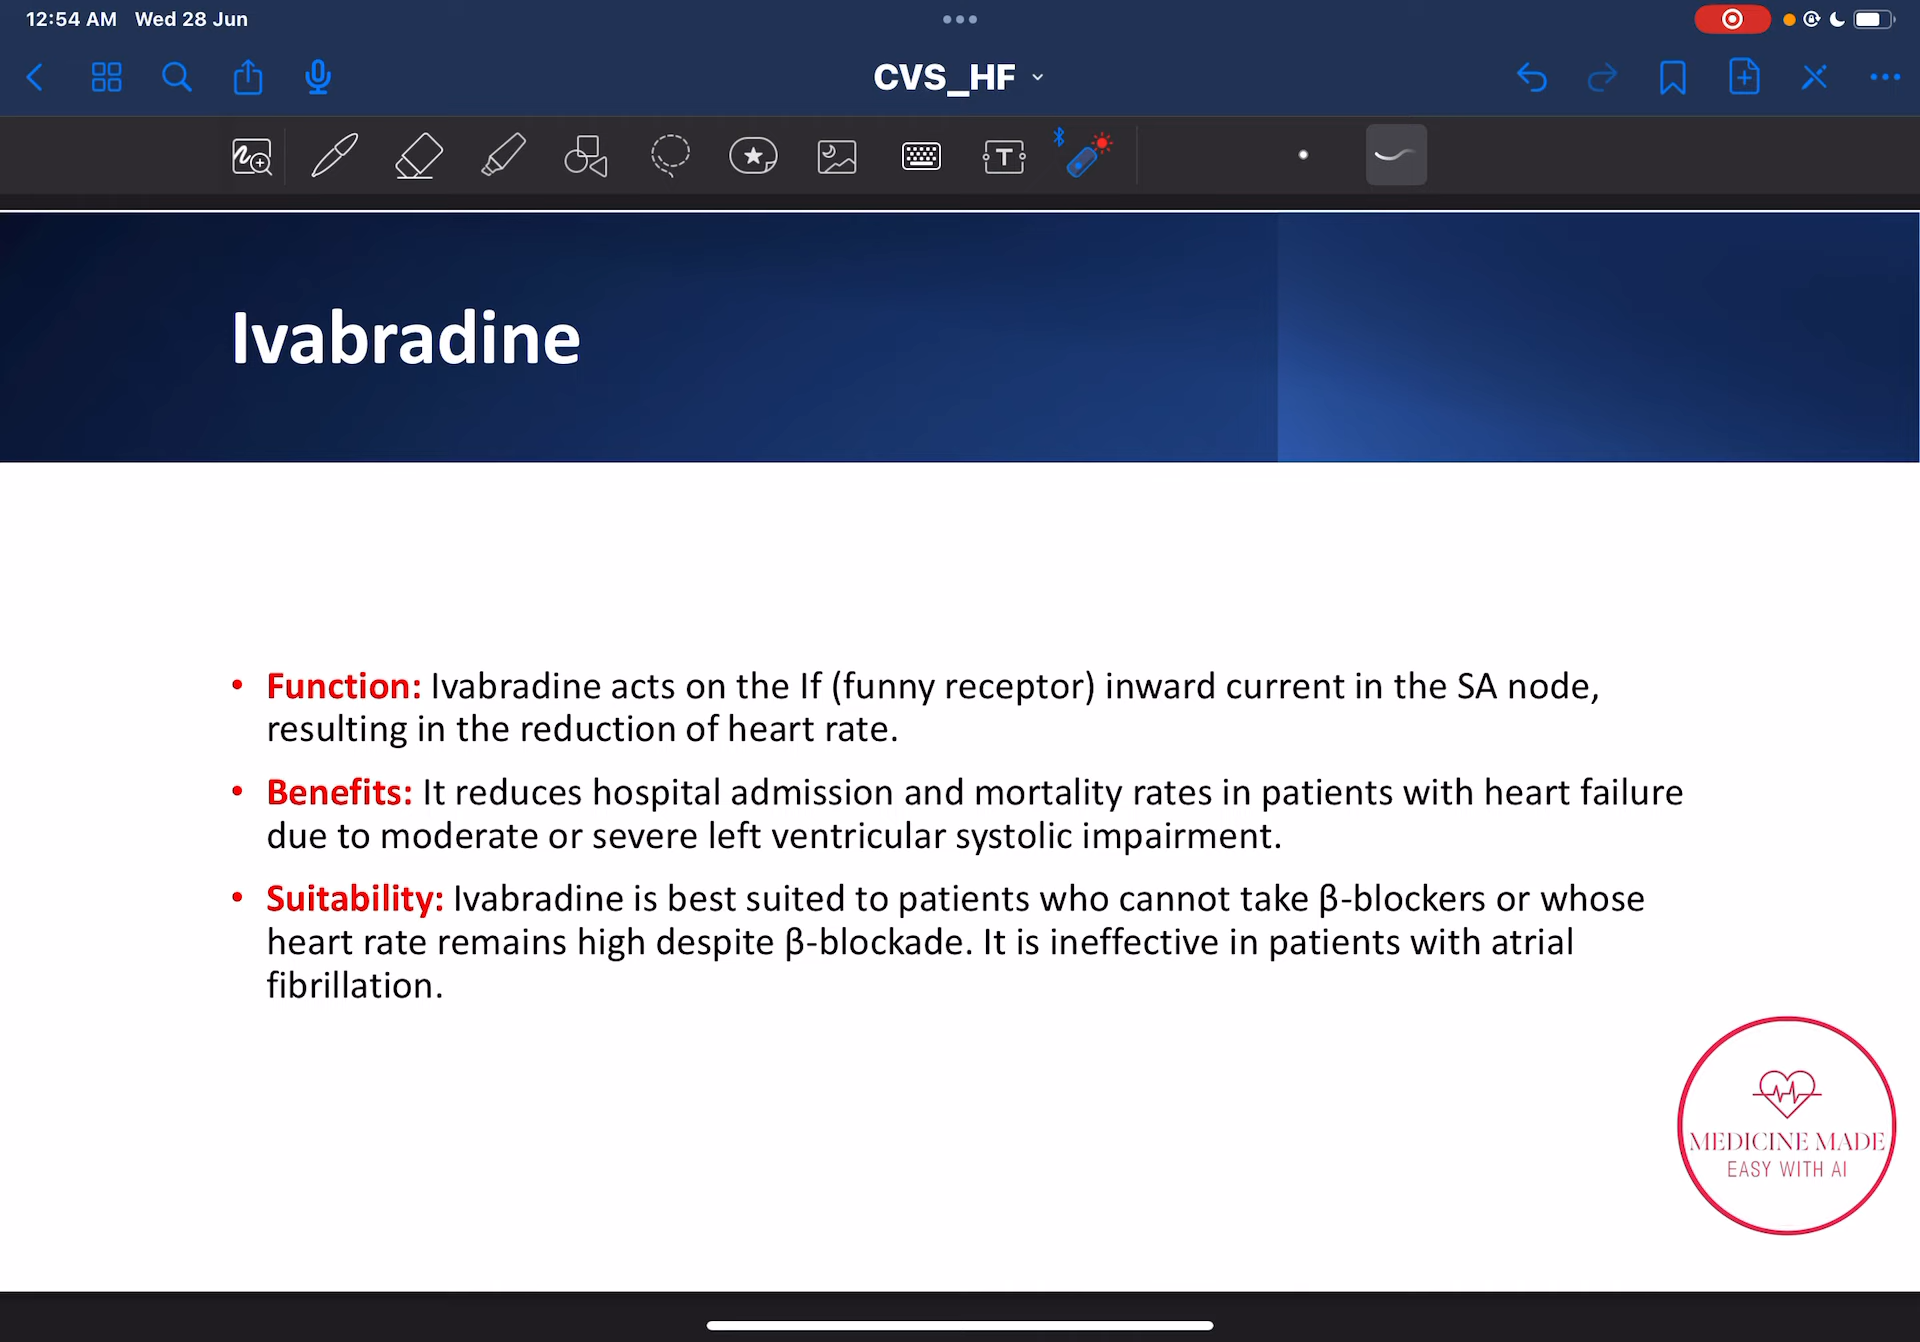 12:54 AM Wed 28 Jun
CVS_HF
T
Ivabradine
• Function: Ivabradine acts on the If (funny receptor) inward current in the SA node,
resulting in the reduction of heart rate.
• Benefits: It reduces hospital admission and mortality rates in patients with heart failure
due to moderate or severe left ventricular systolic impairment.
• Suitability: Ivabradine is best suited to patients who cannot take β-blockers or whose
heart rate remains high despite β-blockade. It is ineffective in patients with atrial
fibrillation.
MEDICINE MADE
EASY WITH AI